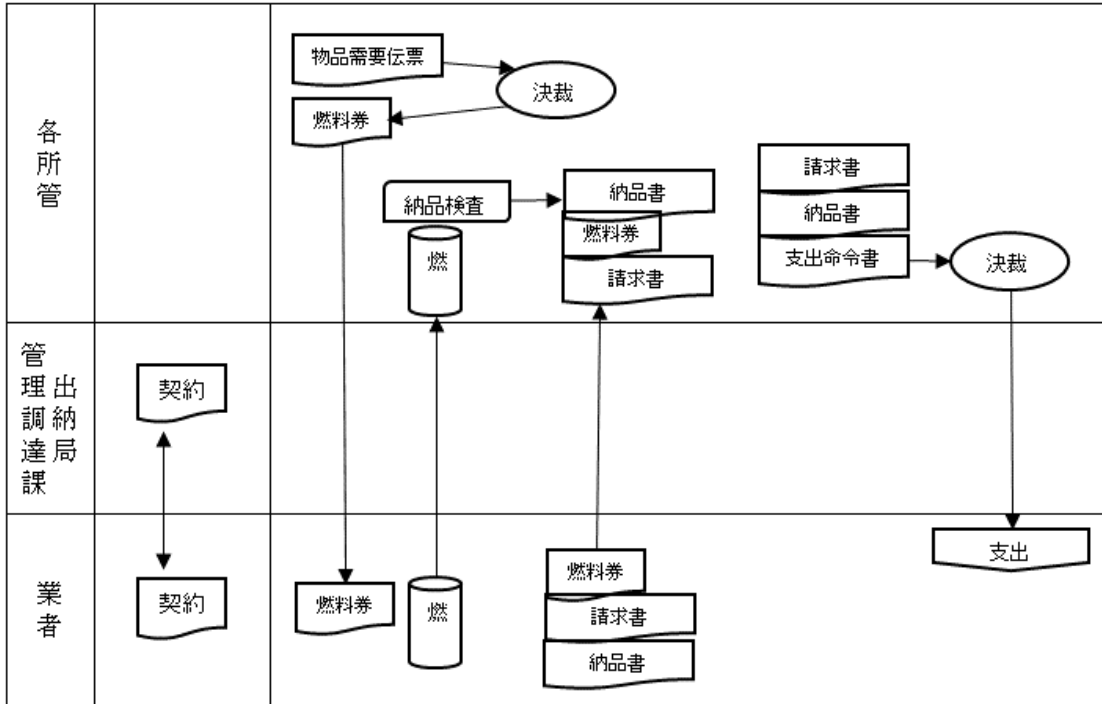 各所管
物品需要伝票
決裁
燃料券
納品検査
燃
納品書
燃料券
請求書
請求書
納品書
支出命令書
決裁
出納局
管理調達課
契約
業者
契約
燃料券
燃
燃料券
請求書
納品書
支出